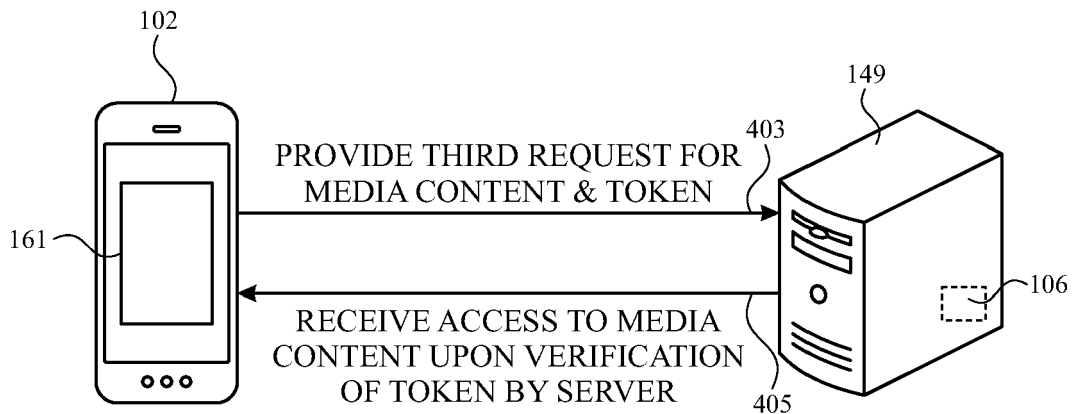 102
149
403
PROVIDE THIRD REQUEST FOR
MEDIA CONTENT & TOKEN
161
106
RECEIVE ACCESS TO MEDIA
CONTENT UPON VERIFICATION
OF TOKEN BY SERVER
405